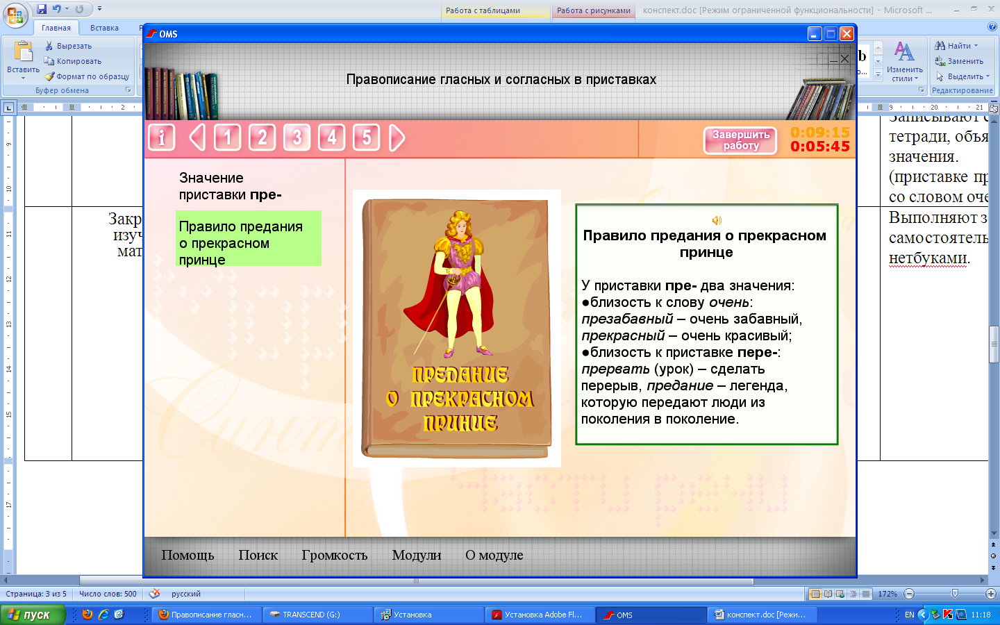 Работа с таблицами
Работа с рисунками
конспект.doc [Режим ограниченной функциональности] - Microsoft ...
Главная
Вставка
Вставить
Вырезать
Копировать
Формат по образцу
Буфер обмена
Изменить
стили
Найти
Заменить
Выделить
Редактирование
OMS
Правописание гласных и согласных в приставках
i
1
2
3
4
5
Завершить
работу
0:09:15
0:05:45
Значение
приставки пре-
Правило предания
о прекрасном
принце
ПРЕДАНИЕ
О ПРЕКРАСНОМ
ПРИНЦЕ
Правило предания о прекрасном
принце
У приставки пре- два значения:
●близость к слову очень:
презабавный – очень забавный,
прекрасный – очень красивый;
●близость к приставке пере-:
прервать (урок) – сделать
перерыв, предание – легенда,
которую передают люди из
поколения в поколение.
Помощь
Поиск
Громкость
Модули
О модуле
Закр
изуч
мат
Записывают с
тетради, объя
значения.
(приставке пр
со словом оче
Выполняют з
самостоятель
нетбуками.
Страница: 3 из 5
Число слов: 500
русский
172%
пуск
Правописание гласн...
TRANSCEND (G:)
Установка
Установка Adobe Fl...
OMS
конспект.doc [Режи...
EN
11:18